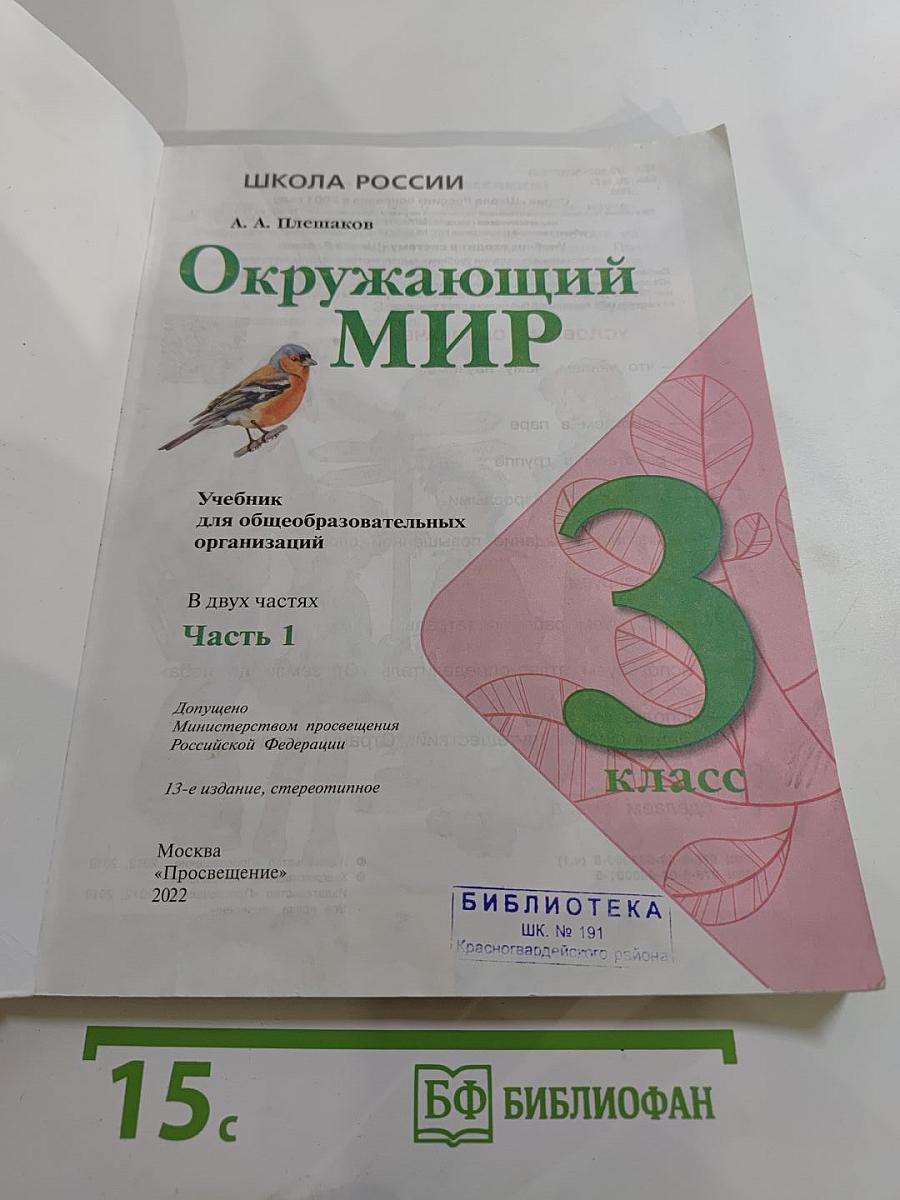 ШКОЛА РОССИИ
А. А. Плешаков
Окружающий
МИР
Учебник
для общеобразовательных
организаций
В двух частях
Часть 1
3
класс
Допущено
Министерством просвещения
Российской Федерации
13-е издание, стереотипное
Москва
«Просвещение»
2022
БИБЛИОТЕКА
ШК. № 191
Красногвардейского района
15 с
БФ БИБЛИОФАН